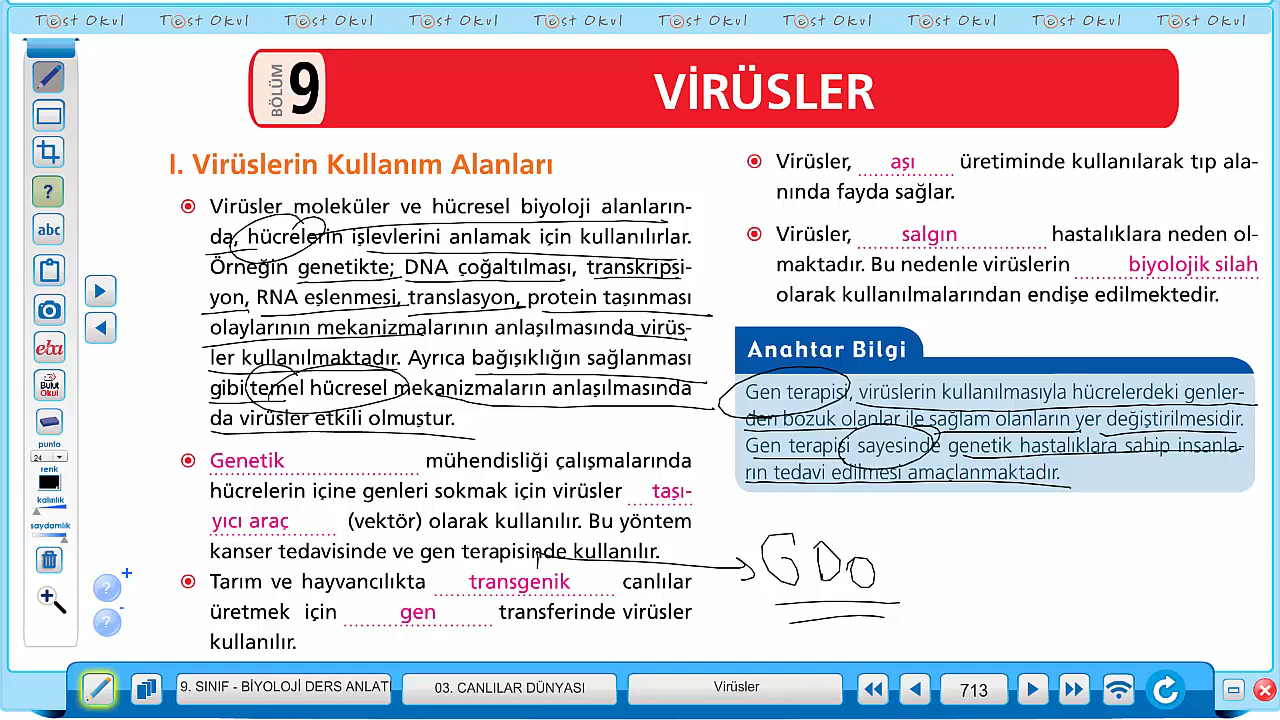 Test Okul Test Okul Test Okul Test Okul Test Okul Test Okul Test Okul Test Okul Test Okul Test Okul
BÖLÜM 9
VİRÜSLER
I. Virüslerin Kullanım Alanları
Virüsler moleküler ve hücresel biyoloji alanların-
da, hücrelerin işlevlerini anlamak için kullanılırlar.
Örneğin genetikte; DNA çoğaltılması, transkripsi-
yon, RNA eşlenmesi, translasyon, protein taşınması
olaylarının mekanizmalarının anlaşılmasında virüs-
ler kullanılmaktadır. Ayrıca bağışıklığın sağlanması
gibi temel hücresel mekanizmaların anlaşılmasında
da virüsler etkili olmuştur.
Genetik mühendisliği çalışmalarında
hücrelerin içine genleri sokmak için virüsler taşı-
yıcı araç (vektör) olarak kullanılır. Bu yöntem
kanser tedavisinde ve gen terapisinde kullanılır.
Tarım ve hayvancılıkta transgenik canlılar
üretmek için gen transferinde virüsler
kullanılır.
Virüsler, aşı üretiminde kullanılarak tıp ala-
nında fayda sağlar.
Virüsler, salgın hastalıklara neden ol-
maktadır. Bu nedenle virüslerin biyolojik silah
olarak kullanılmalarından endişe edilmektedir.
Anahtar Bilgi
Gen terapisi, virüslerin kullanılmasıyla hücrelerdeki genler-
den bozuk olanlar ile sağlam olanların yer değiştirilmesidir.
Gen terapisi sayesinde genetik hastalıklara sahip insanla-
rın tedavi edilmesi amaçlanmaktadır.
GDO
?
abc
eba
Bulut Okul
punto
24
renk
kalınlık
saydamlık
? +
? -
9. SINIF - BİYOLOJİ DERS ANLATI
03. CANLILAR DÜNYASI
Virüsler
713